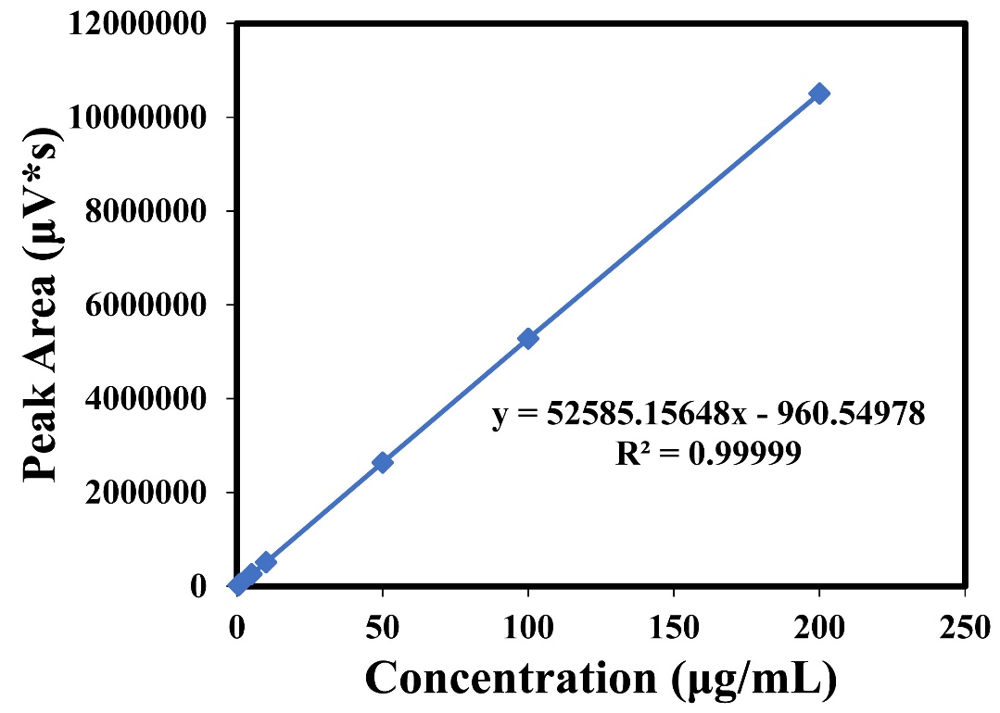 12000000
10000000
8000000
6000000
4000000
2000000
0
Peak Area (µV*s)
y = 52585.15648x - 960.54978
R² = 0.99999
0 50 100 150 200 250
Concentration (µg/mL)